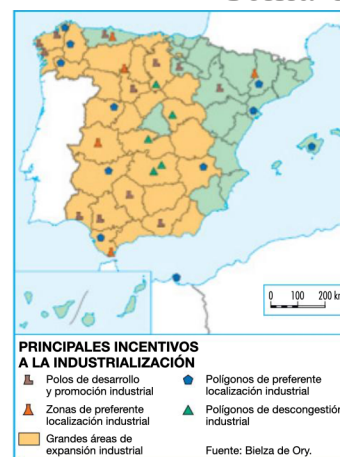 0 100 200 km
PRINCIPALES INCENTIVOS
A LA INDUSTRIALIZACIÓN
Polos de desarrollo
y promoción industrial
Zonas de preferente
localización industrial
Grandes áreas de
expansión industrial
Polígonos de preferente
localización industrial
Polígonos de descongestión
industrial
Fuente: Bielza de Ory.